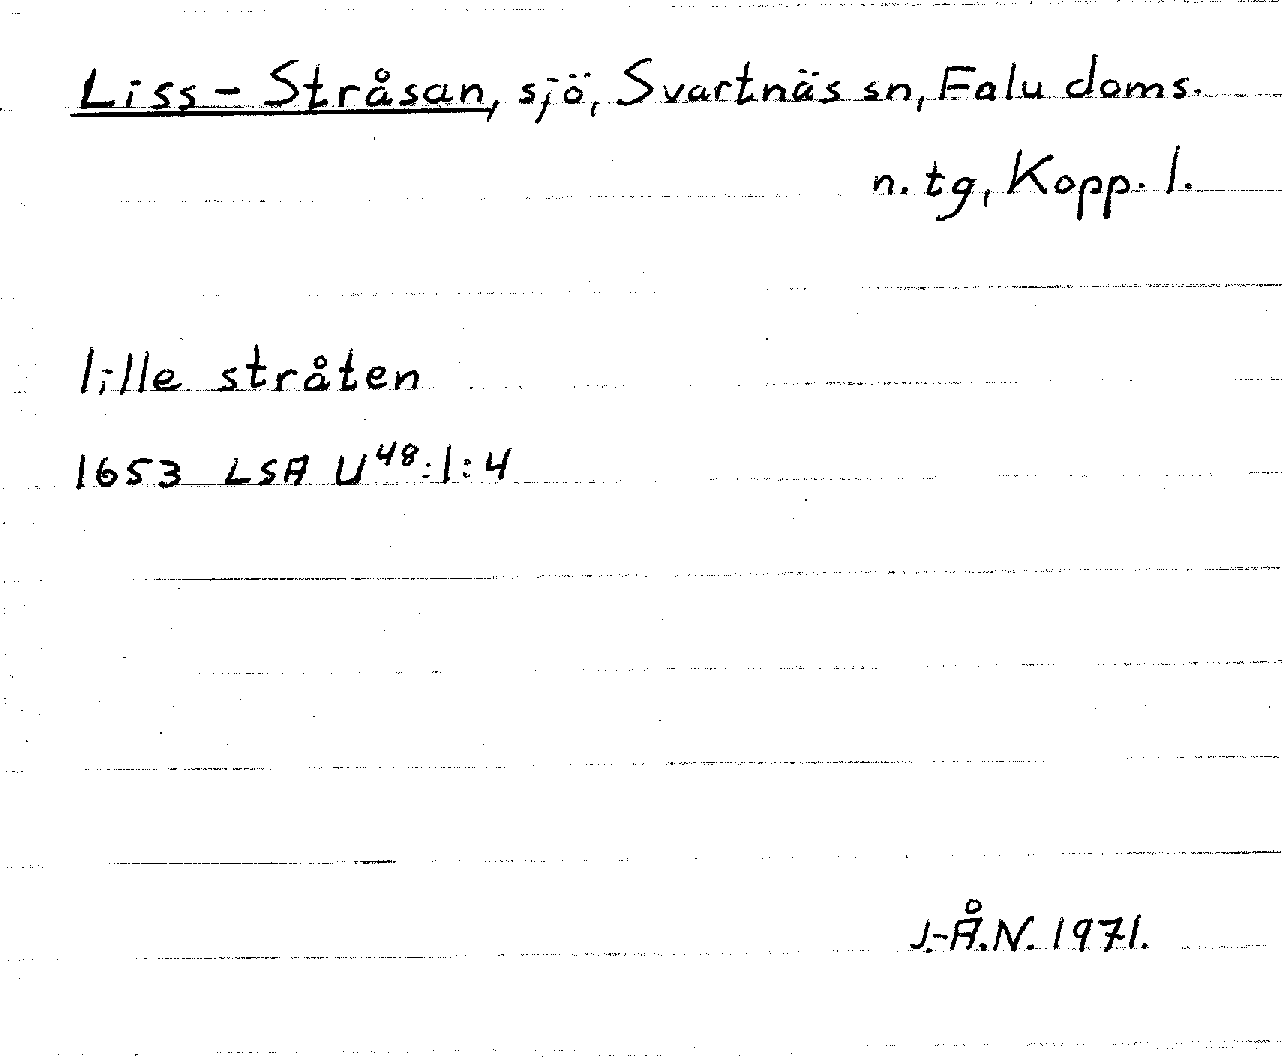 Liss-Stråsan, sjö, Svartnäs sn, Falu doms.
n. tg, Kopp. l.
lille stråten
1653 LSA U48:1:4
J.-Å.N. 1971.